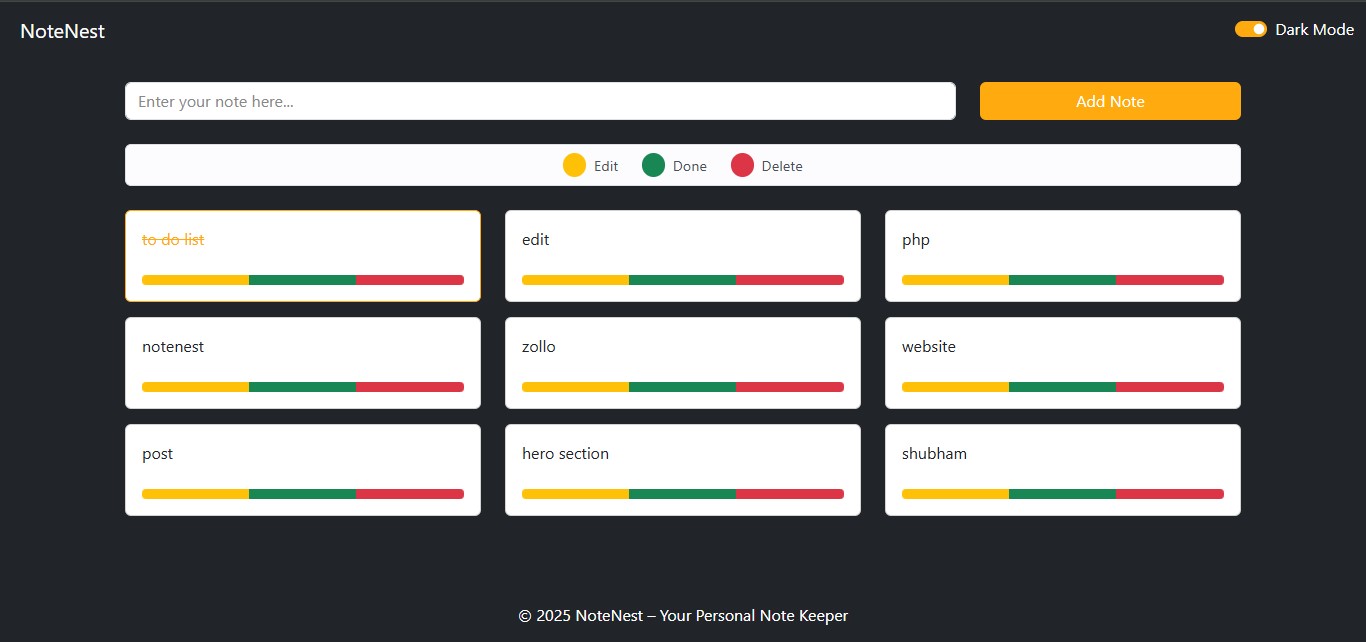 NoteNest
Dark Mode
Enter your note here...
Add Note
Edit
Done
Delete
to do list
edit
php
notenest
zollo
website
post
hero section
shubham
© 2025 NoteNest – Your Personal Note Keeper